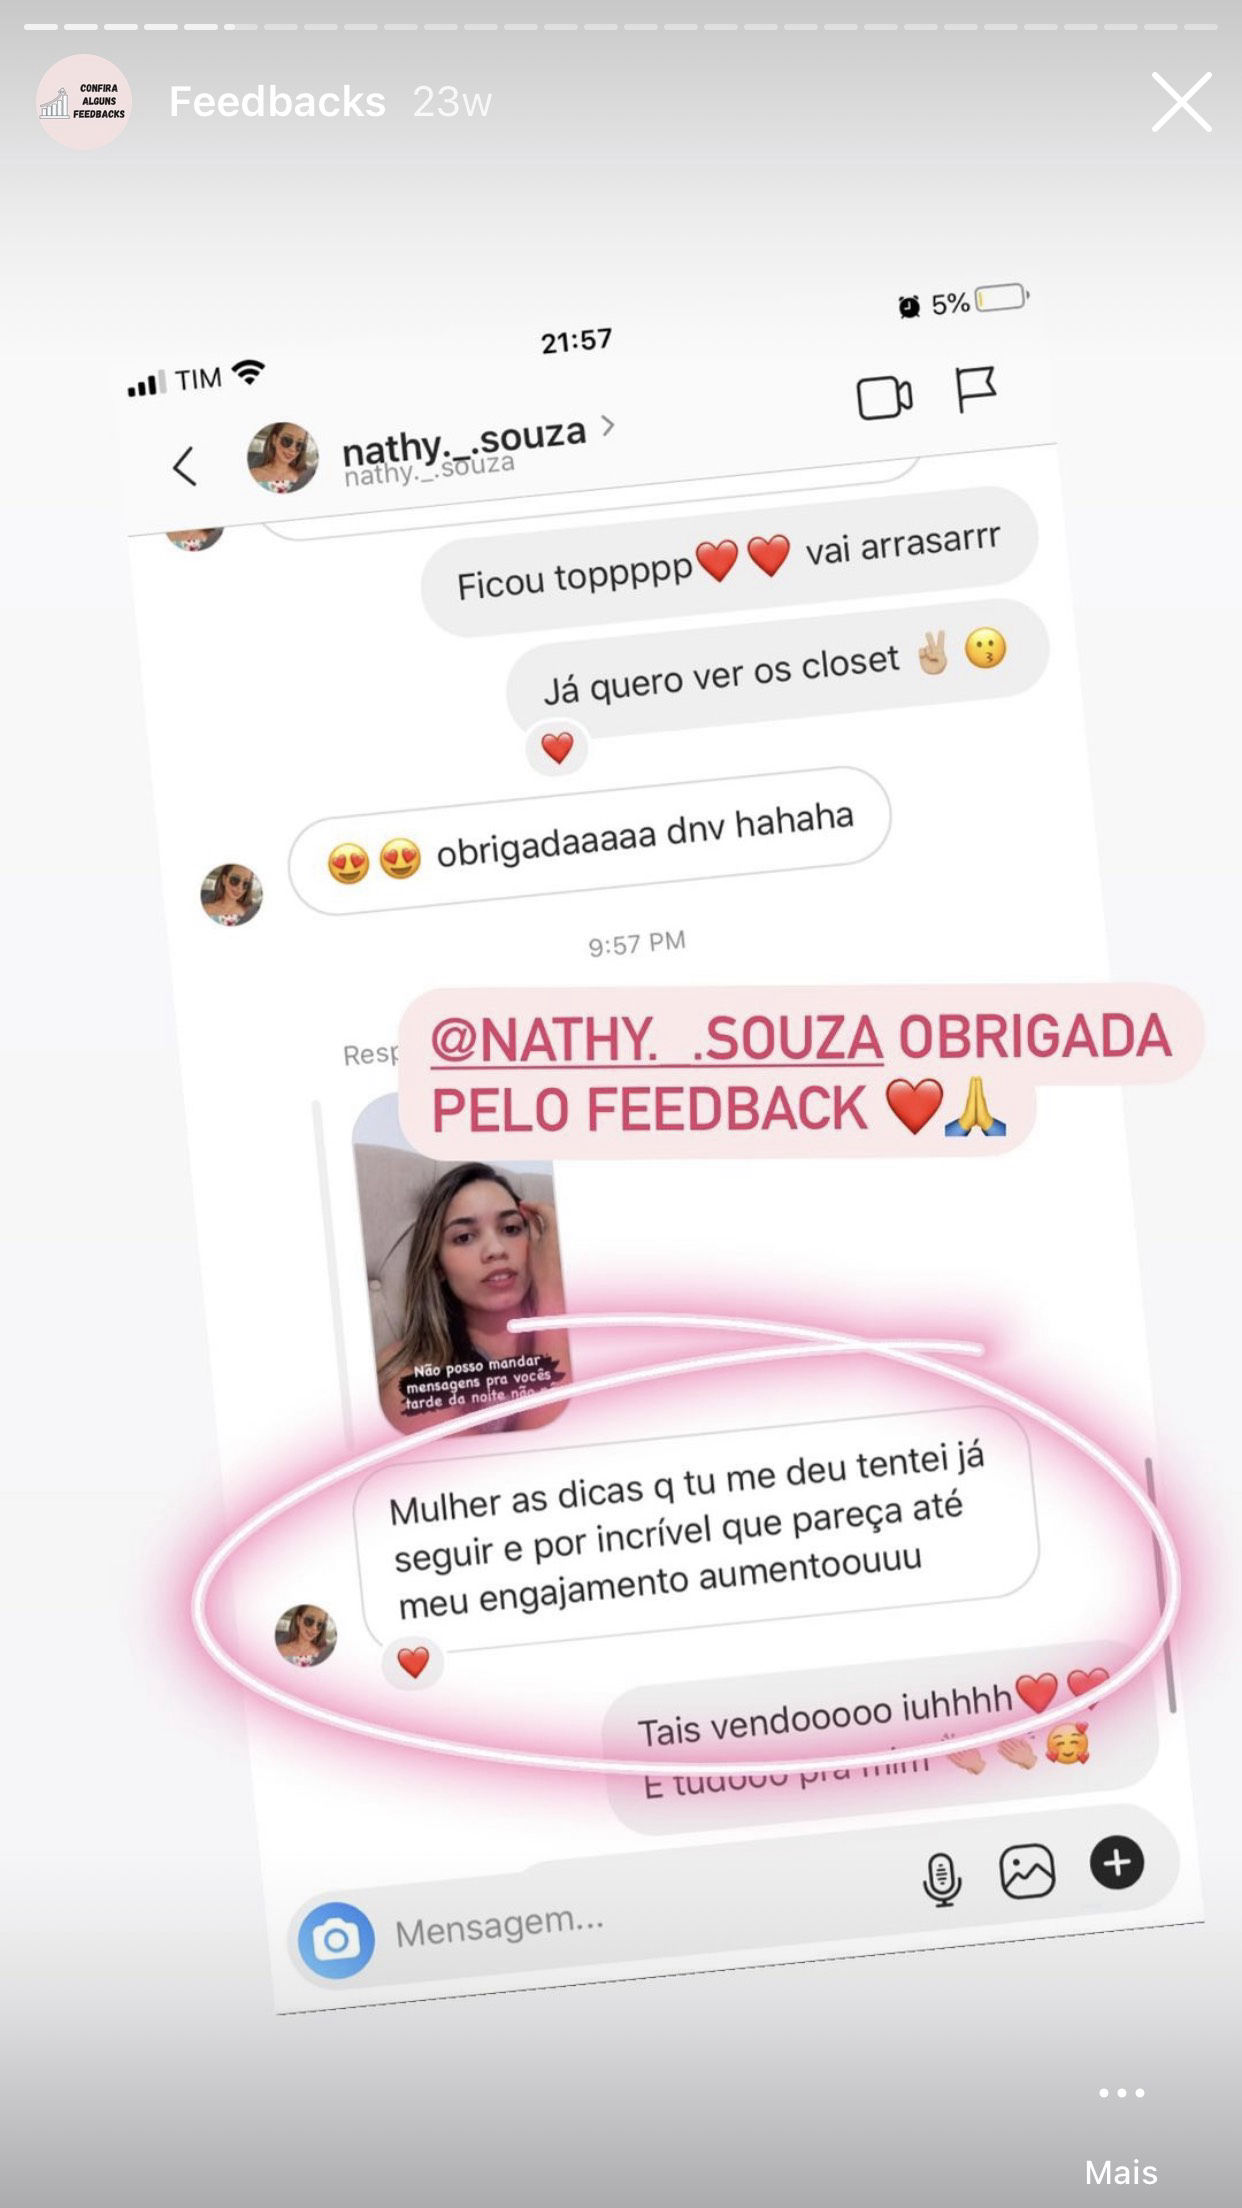 CONFIRA
ALGUNS
FEEDBACKS
Feedbacks 23w
21:57
5%
TIM
nathy._.souza
nathy._.souza
Ficou toppppp❤️❤️ vai arrasarrr
Já quero ver os closet ✌🏼😗
❤️
😍😍 obrigadaaaaa dnv hahaha
9:57 PM
@NATHY._.SOUZA OBRIGADA
PELO FEEDBACK ❤️🙏
Não posso mandar
mensagens pra vocês
tarde da noite não
Mulher as dicas q tu me deu tentei já
seguir e por incrível que pareça até
meu engajamento aumentoouuu
❤️
Tais vendooooo iuhhhh❤️❤️
E tudooo pra mim 👏🏼👏🏼🥰
Mensagem...
Mais